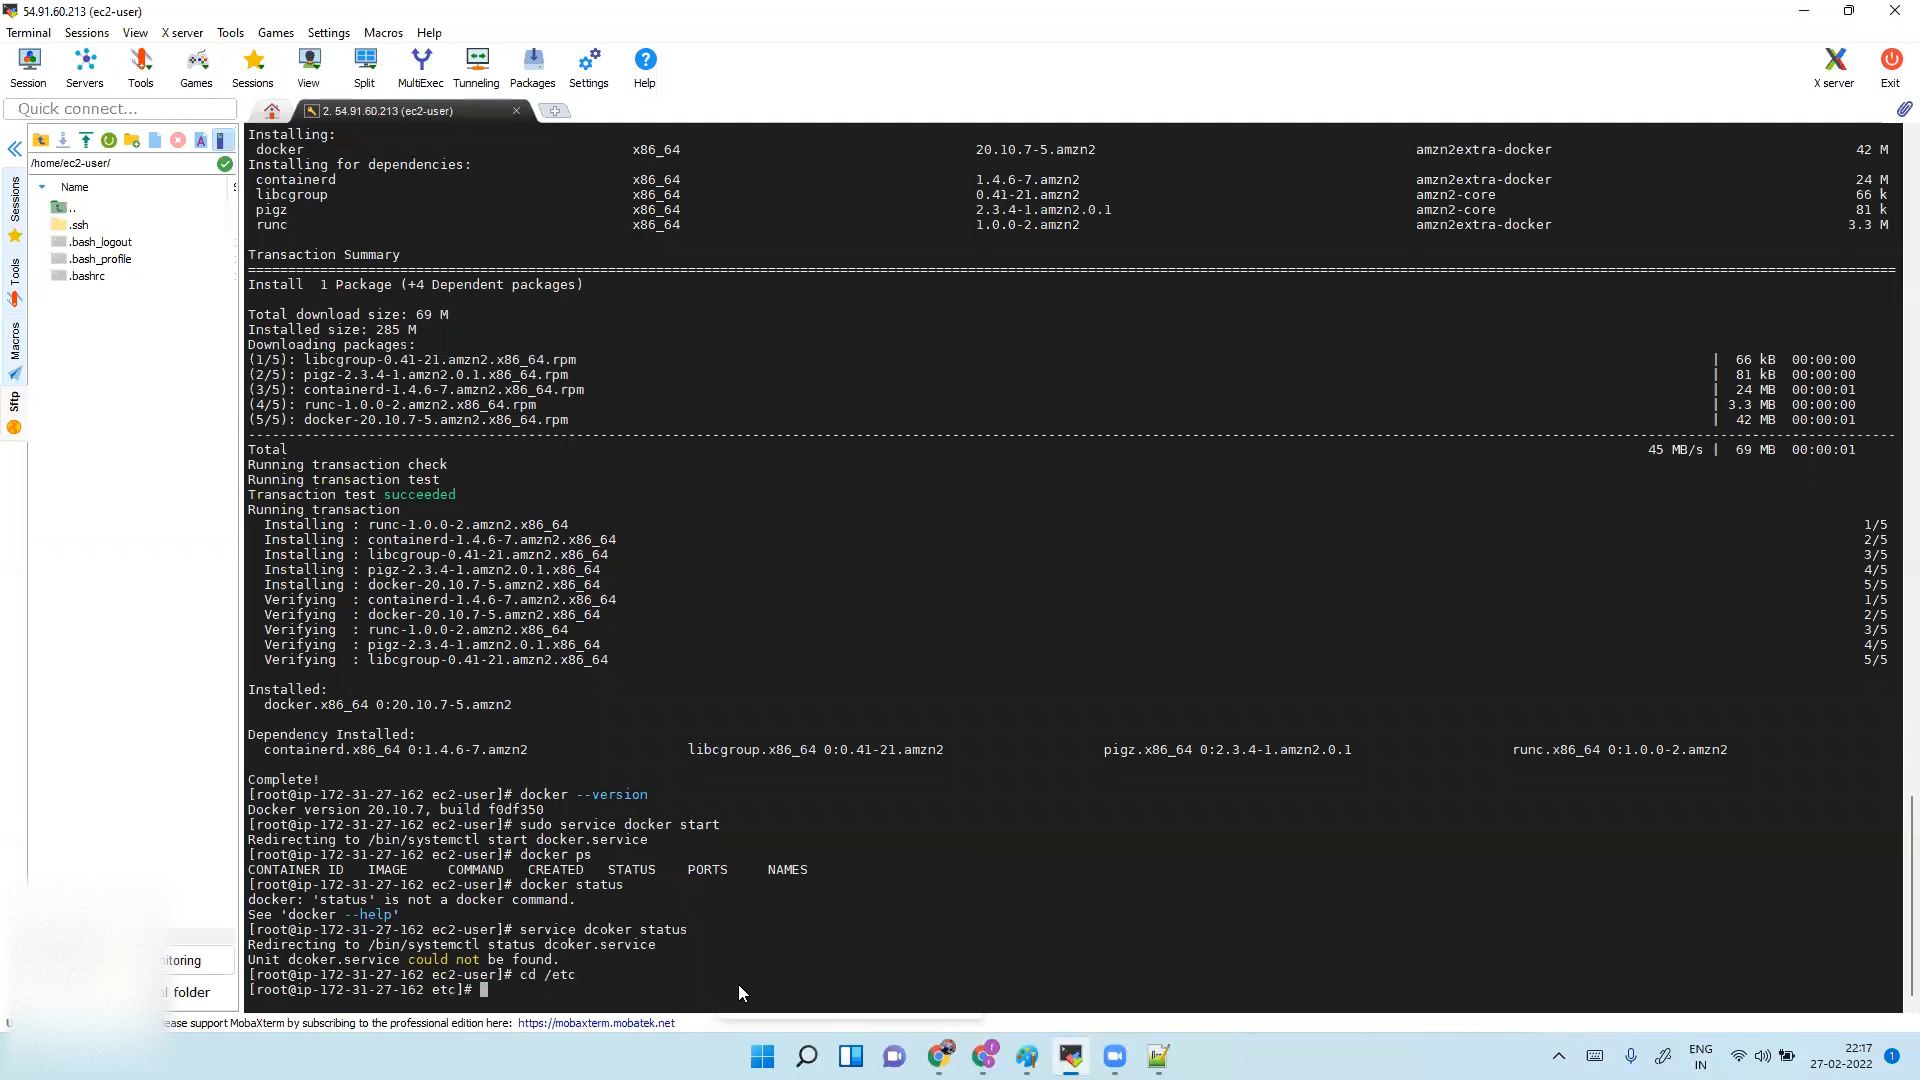 54.91.60.213 (ec2-user)
Terminal Sessions View X server Tools Games Settings Macros Help
Session Servers Tools Games Sessions View Split MultiExec Tunneling Packages Settings Help X server Exit
Quick connect...
2. 54.91.60.213 (ec2-user)
/home/ec2-user/
Name
..
.ssh
.bash_logout
.bash_profile
.bashrc
Sessions
Tools
Macros
Sftp
Installing:
docker x86_64 20.10.7-5.amzn2 amzn2extra-docker 42 M
Installing for dependencies:
containerd x86_64 1.4.6-7.amzn2 amzn2extra-docker 24 M
libcgroup x86_64 0.41-21.amzn2 amzn2-core 66 k
pigz x86_64 2.3.4-1.amzn2.0.1 amzn2-core 81 k
runc x86_64 1.0.0-2.amzn2 amzn2extra-docker 3.3 M
Transaction Summary
Install 1 Package (+4 Dependent packages)
Total download size: 69 M
Installed size: 285 M
Downloading packages:
(1/5): libcgroup-0.41-21.amzn2.x86_64.rpm | 66 kB 00:00:00
(2/5): pigz-2.3.4-1.amzn2.0.1.x86_64.rpm | 81 kB 00:00:00
(3/5): containerd-1.4.6-7.amzn2.x86_64.rpm | 24 MB 00:00:01
(4/5): runc-1.0.0-2.amzn2.x86_64.rpm | 3.3 MB 00:00:00
(5/5): docker-20.10.7-5.amzn2.x86_64.rpm | 42 MB 00:00:01
Total 45 MB/s | 69 MB 00:00:01
Running transaction check
Running transaction test
Transaction test succeeded
Running transaction
Installing : runc-1.0.0-2.amzn2.x86_64 1/5
Installing : containerd-1.4.6-7.amzn2.x86_64 2/5
Installing : libcgroup-0.41-21.amzn2.x86_64 3/5
Installing : pigz-2.3.4-1.amzn2.0.1.x86_64 4/5
Installing : docker-20.10.7-5.amzn2.x86_64 5/5
Verifying : containerd-1.4.6-7.amzn2.x86_64 1/5
Verifying : docker-20.10.7-5.amzn2.x86_64 2/5
Verifying : runc-1.0.0-2.amzn2.x86_64 3/5
Verifying : pigz-2.3.4-1.amzn2.0.1.x86_64 4/5
Verifying : libcgroup-0.41-21.amzn2.x86_64 5/5
Installed:
docker.x86_64 0:20.10.7-5.amzn2
Dependency Installed:
containerd.x86_64 0:1.4.6-7.amzn2 libcgroup.x86_64 0:0.41-21.amzn2 pigz.x86_64 0:2.3.4-1.amzn2.0.1 runc.x86_64 0:1.0.0-2.amzn2
Complete!
[root@ip-172-31-27-162 ec2-user]# docker --version
Docker version 20.10.7, build f0df350
[root@ip-172-31-27-162 ec2-user]# sudo service docker start
Redirecting to /bin/systemctl start docker.service
[root@ip-172-31-27-162 ec2-user]# docker ps
CONTAINER ID IMAGE COMMAND CREATED STATUS PORTS NAMES
[root@ip-172-31-27-162 ec2-user]# docker status
docker: 'status' is not a docker command.
See 'docker --help'
[root@ip-172-31-27-162 ec2-user]# service dcoker status
Redirecting to /bin/systemctl status dcoker.service
Unit dcoker.service could not be found.
[root@ip-172-31-27-162 ec2-user]# cd /etc
[root@ip-172-31-27-162 etc]#
itoring
folder
lease support MobaXterm by subscribing to the professional edition here: https://mobaxterm.mobatek.net
ENG
IN
22:17
27-02-2022
1